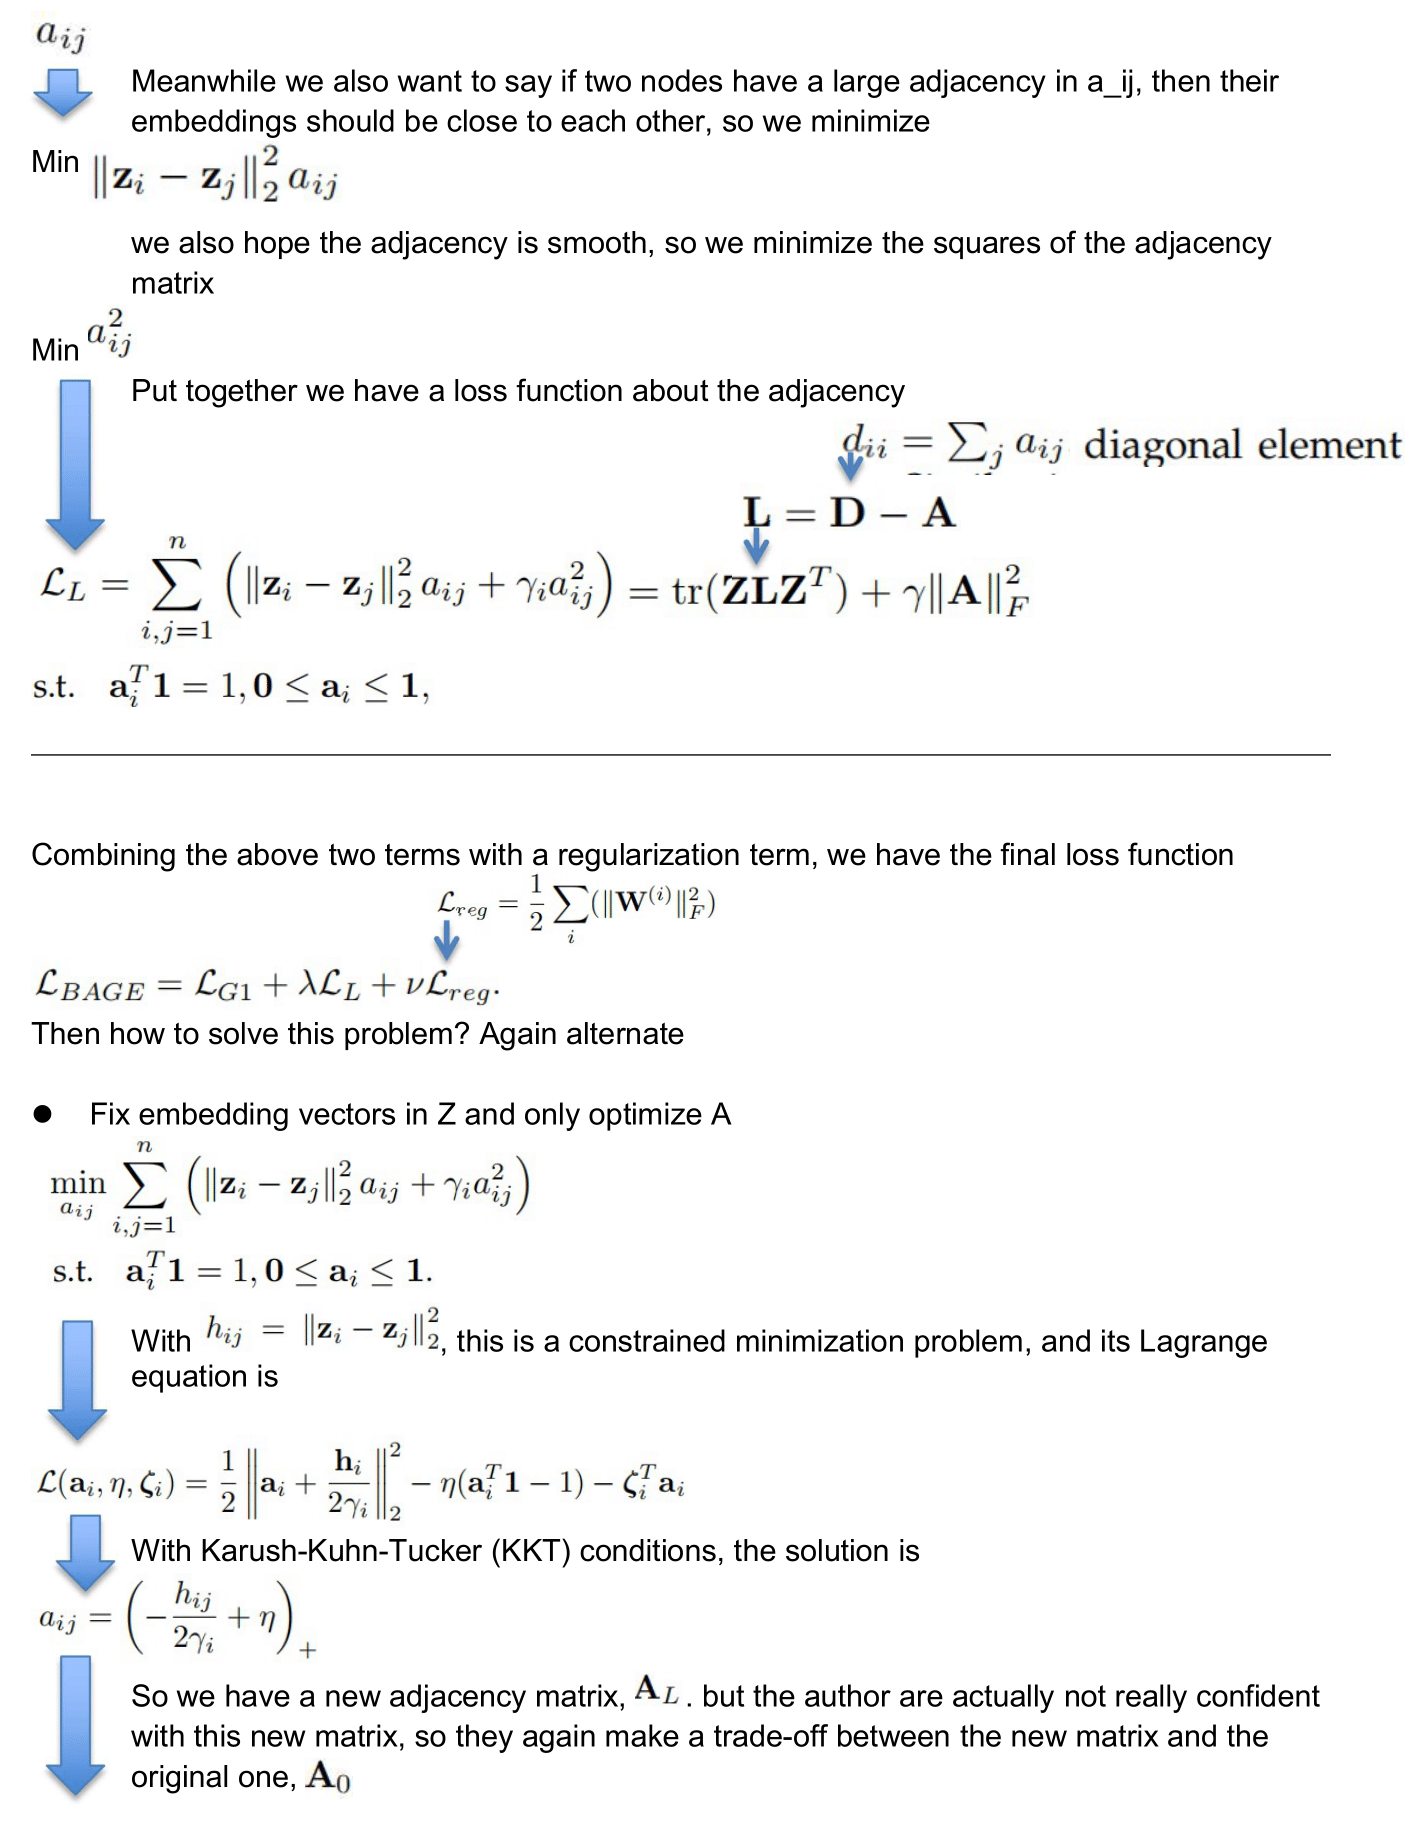 a_{ij}
Meanwhile we also want to say if two nodes have a large adjacency in a_ij, then their
embeddings should be close to each other, so we minimize
Min \|\mathbf{z}_i - \mathbf{z}_j\|_2^2 a_{ij}
we also hope the adjacency is smooth, so we minimize the squares of the adjacency
matrix
Min a_{ij}^2
Put together we have a loss function about the adjacency
d_{ii} = \sum_j a_{ij} diagonal element
\mathbf{L} = \mathbf{D} - \mathbf{A}
\mathcal{L}_L = \sum_{i,j=1}^{n} \left( \|\mathbf{z}_i - \mathbf{z}_j\|_2^2 a_{ij} + \gamma_i a_{ij}^2 \right) = \text{tr}(\mathbf{Z}\mathbf{L}\mathbf{Z}^T) + \gamma \|\mathbf{A}\|_F^2
s.t. \mathbf{a}_i^T \mathbf{1} = 1, \mathbf{0} \leq \mathbf{a}_i \leq \mathbf{1},
Combining the above two terms with a regularization term, we have the final loss function
\mathcal{L}_{reg} = \frac{1}{2} \sum_i (\|\mathbf{W}^{(i)}\|_F^2)
\mathcal{L}_{BAGE} = \mathcal{L}_{G1} + \lambda \mathcal{L}_L + \nu \mathcal{L}_{reg}.
Then how to solve this problem? Again alternate
● Fix embedding vectors in Z and only optimize A
\min_{a_{ij}} \sum_{i,j=1}^{n} \left( \|\mathbf{z}_i - \mathbf{z}_j\|_2^2 a_{ij} + \gamma_i a_{ij}^2 \right)
s.t. \mathbf{a}_i^T \mathbf{1} = 1, \mathbf{0} \leq \mathbf{a}_i \leq \mathbf{1}.
With h_{ij} = \|\mathbf{z}_i - \mathbf{z}_j\|_2^2, this is a constrained minimization problem, and its Lagrange
equation is
\mathcal{L}(\mathbf{a}_i, \eta, \boldsymbol{\zeta}_i) = \frac{1}{2} \left\| \mathbf{a}_i + \frac{\mathbf{h}_i}{2\gamma_i} \right\|_2^2 - \eta(\mathbf{a}_i^T \mathbf{1} - 1) - \boldsymbol{\zeta}_i^T \mathbf{a}_i
With Karush-Kuhn-Tucker (KKT) conditions, the solution is
a_{ij} = \left( -\frac{h_{ij}}{2\gamma_i} + \eta \right)_+
So we have a new adjacency matrix, \mathbf{A}_L . but the author are actually not really confident
with this new matrix, so they again make a trade-off between the new matrix and the
original one, \mathbf{A}_0